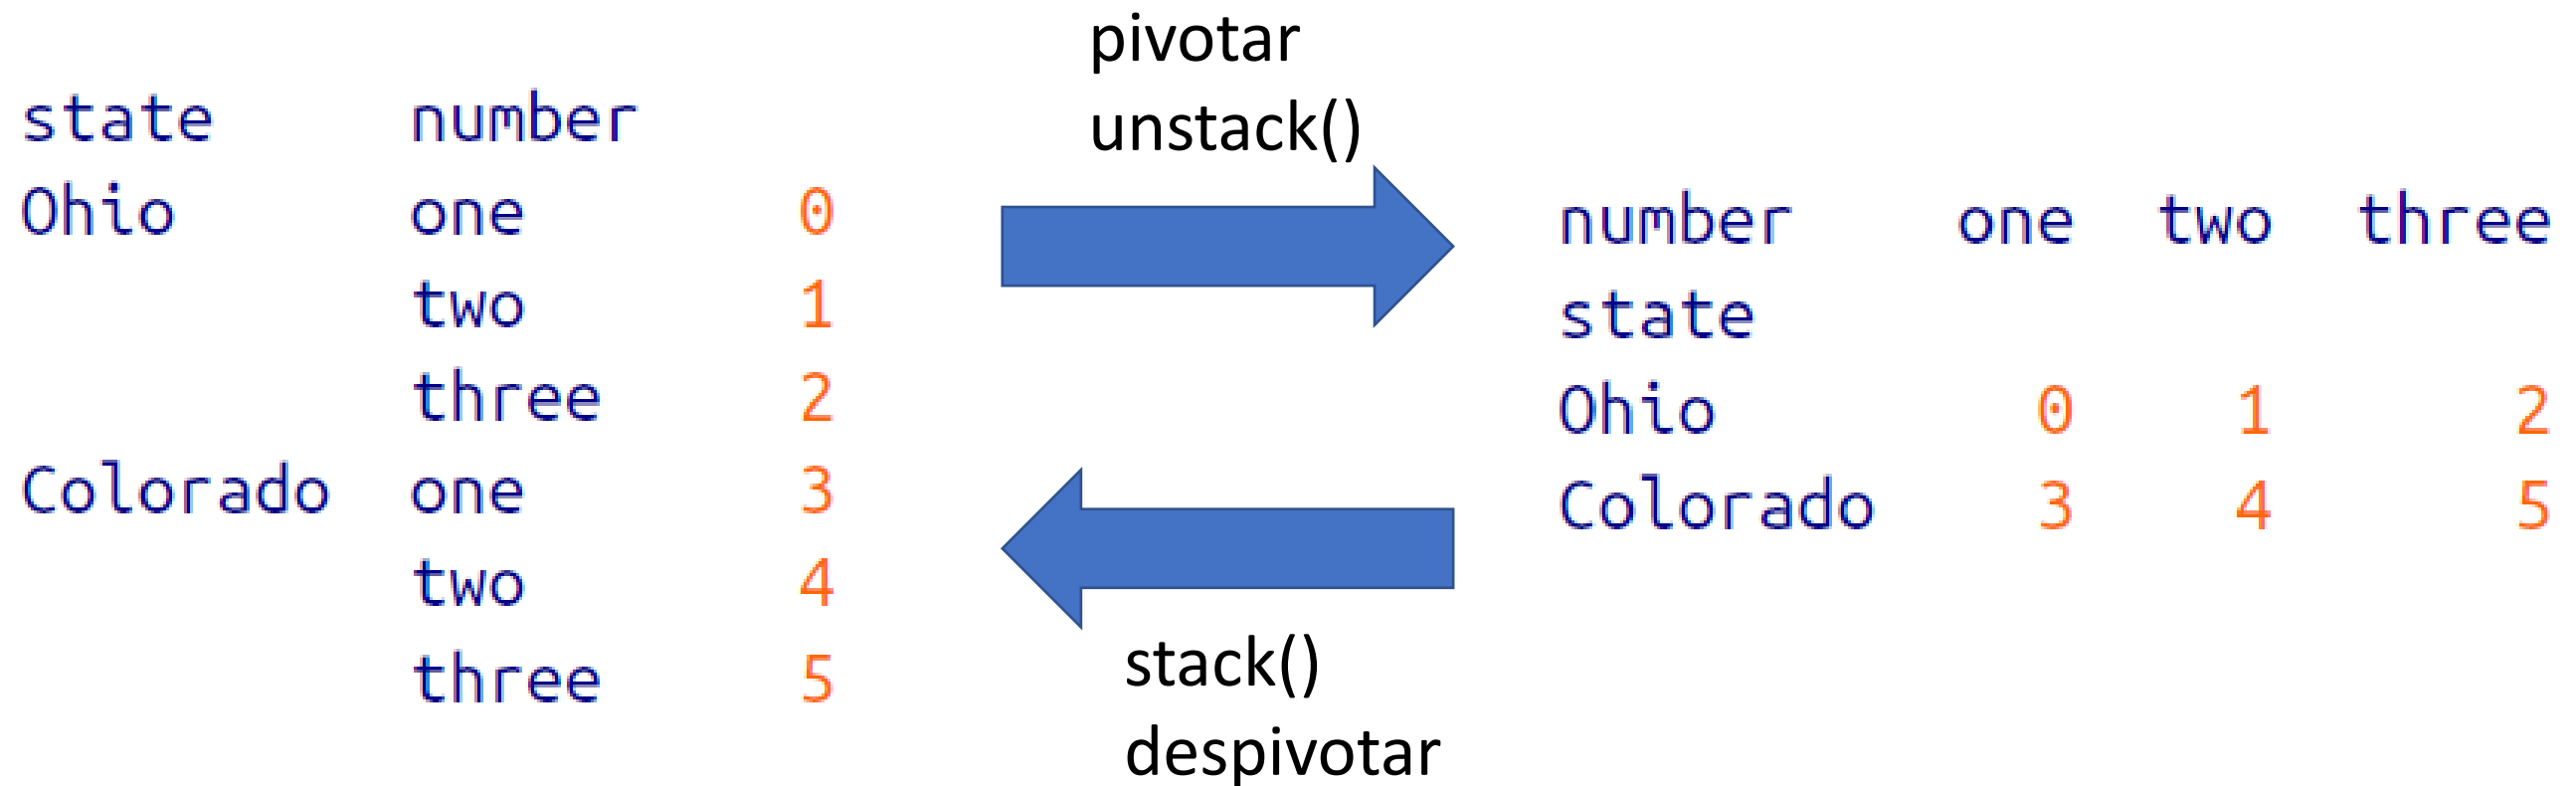 state number
Ohio one 0
two 1
three 2
Colorado one 3
two 4
three 5
pivotar
unstack()
stack()
despivotar
number one two three
state
Ohio 0 1 2
Colorado 3 4 5